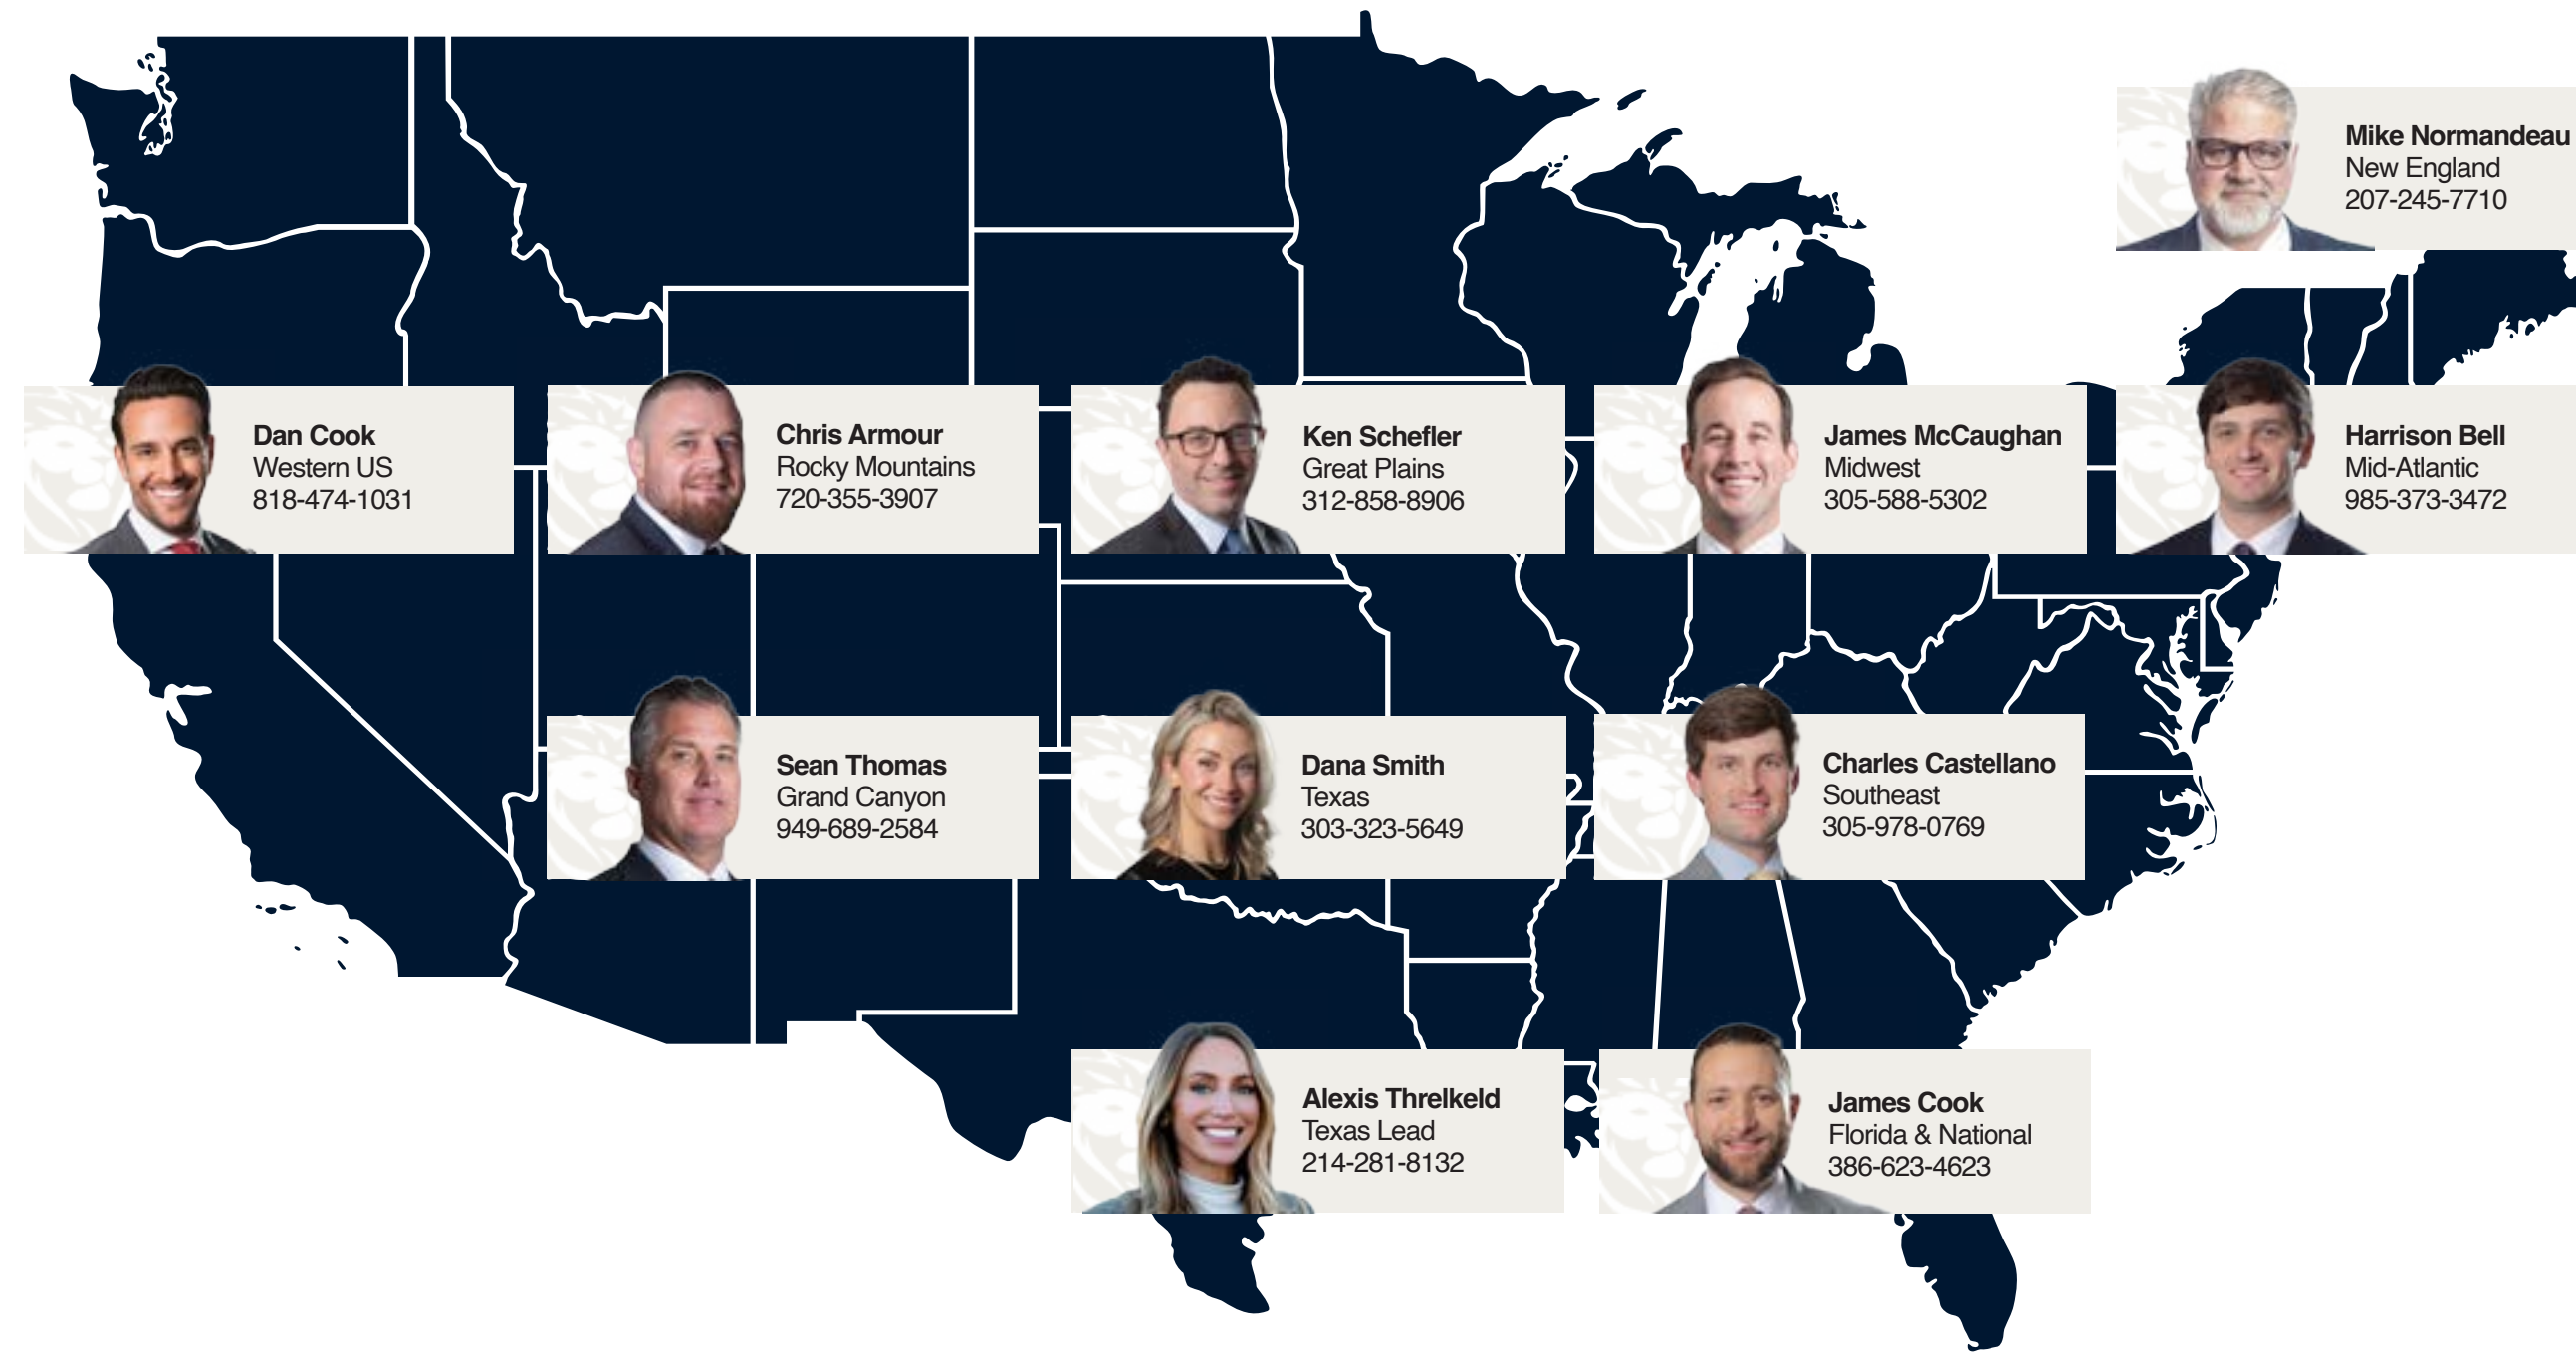 Mike Normandeau
New England
207-245-7710
Dan Cook
Western US
818-474-1031
Chris Armour
Rocky Mountains
720-355-3907
Ken Schefler
Great Plains
312-858-8906
James McCaughan
Midwest
305-588-5302
Harrison Bell
Mid-Atlantic
985-373-3472
Sean Thomas
Grand Canyon
949-689-2584
Dana Smith
Texas
303-323-5649
Charles Castellano
Southeast
305-978-0769
Alexis Threlkeld
Texas Lead
214-281-8132
James Cook
Florida & National
386-623-4623